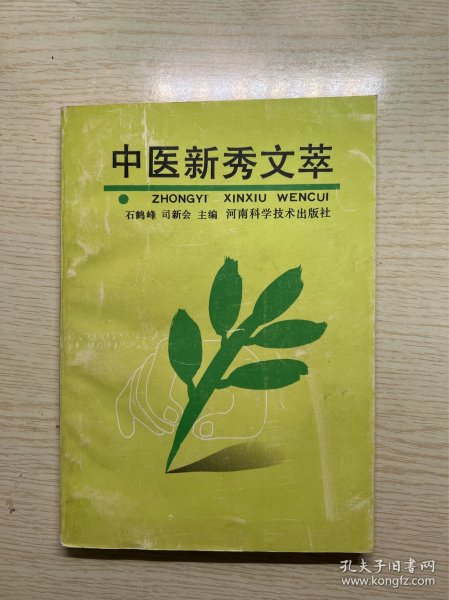 中医新秀文萃
ZHONGYI XINXIU WENCUI
石鹤峰 司新会 主编 河南科学技术出版社
孔夫子旧书网
www.kongfz.com